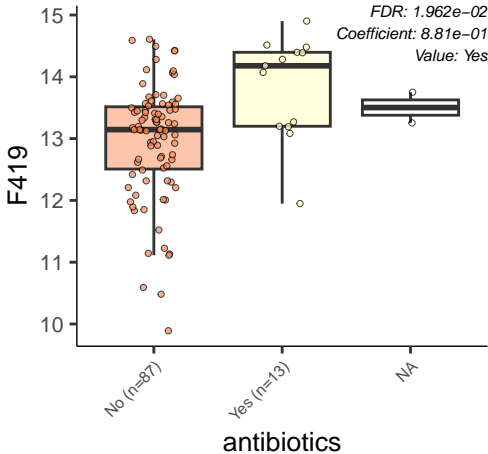 FDR: 1.962e−02
Coefficient: 8.81e−01
Value: Yes
15
14
13
12
11
10
F419
No (n=87)
Yes (n=13)
NA
antibiotics